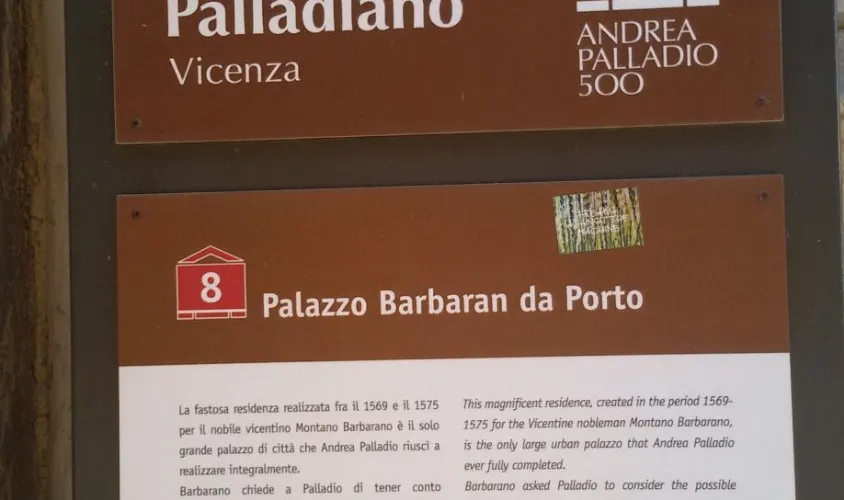 Palladiano
Vicenza
ANDREA
PALLADIO
500
8
Palazzo Barbaran da Porto
La fastosa residenza realizzata fra il 1569 e il 1575
per il nobile vicentino Montano Barbarano è il solo
grande palazzo di città che Andrea Palladio riuscì a
realizzare integralmente.
Barbarano chiede a Palladio di tener conto
This magnificent residence, created in the period 1569-
1575 for the Vicentine nobleman Montano Barbarano,
is the only large urban palazzo that Andrea Palladio
ever fully completed.
Barbarano asked Palladio to consider the possible